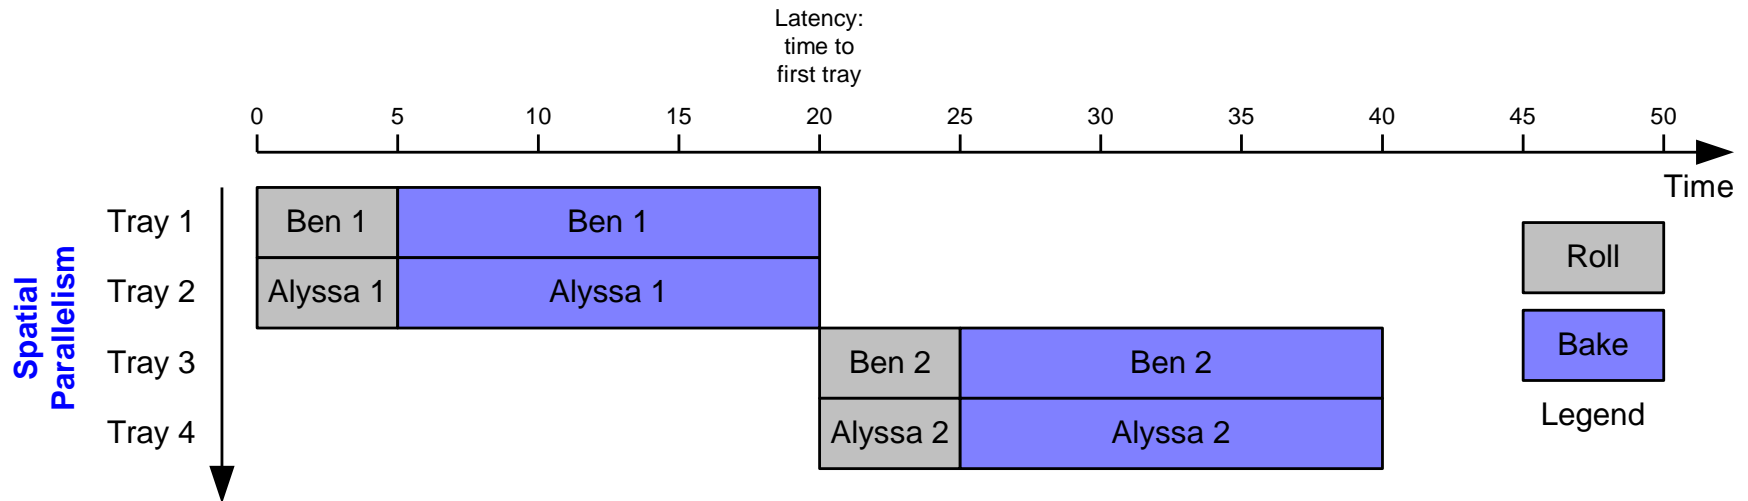 Latency:
time to
first tray
0 5 10 15 20 25 30 35 40 45 50
Time
Spatial
Parallelism
Tray 1 Ben 1 Ben 1
Tray 2 Alyssa 1 Alyssa 1
Tray 3 Ben 2 Ben 2
Tray 4 Alyssa 2 Alyssa 2
Roll
Bake
Legend